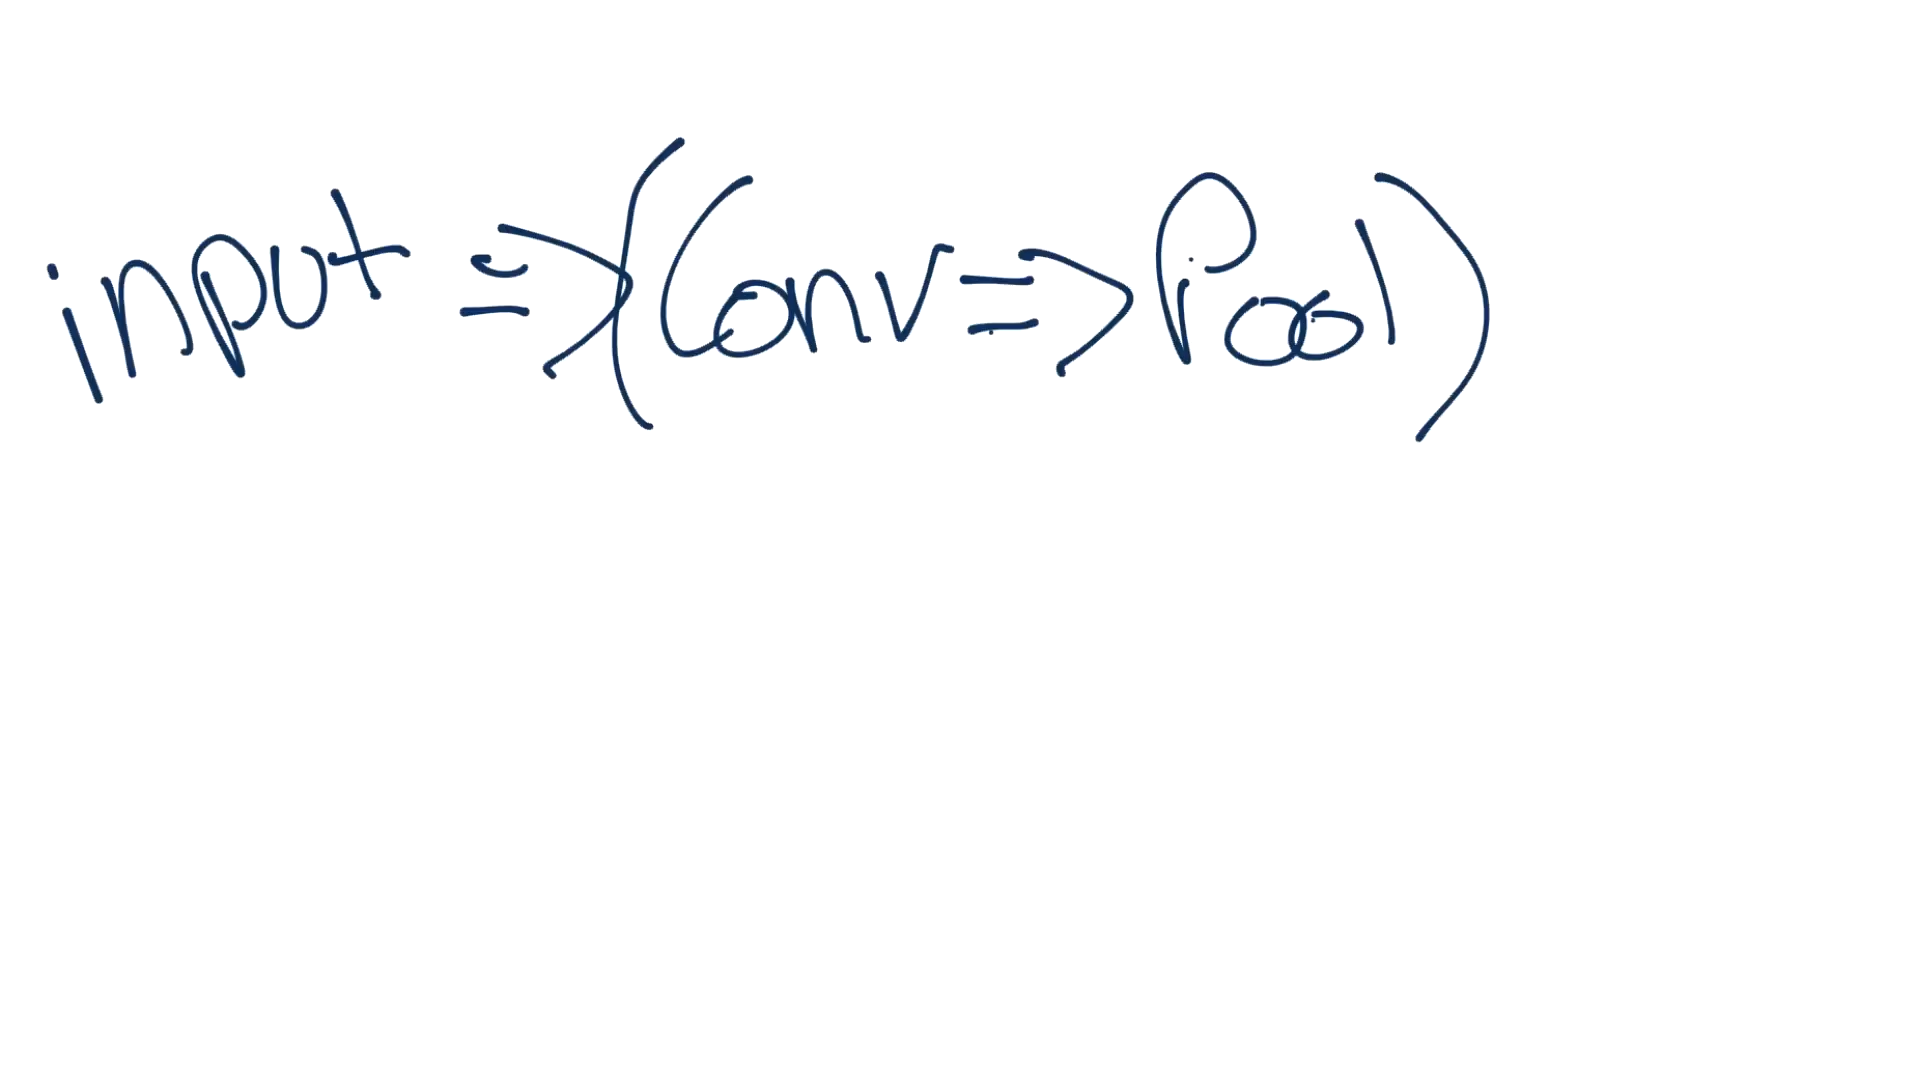 input => (Conv => Pool)